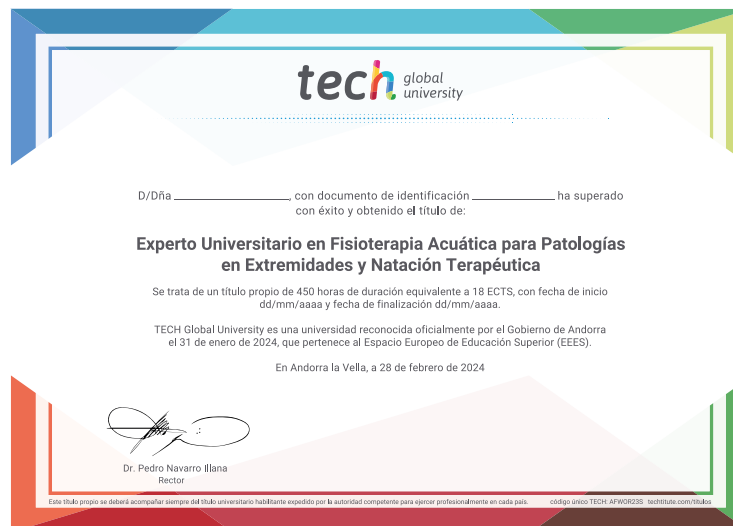 tech global
university
D/Dña ____________________, con documento de identificación ______________ ha superado
con éxito y obtenido el título de:
Experto Universitario en Fisioterapia Acuática para Patologías
en Extremidades y Natación Terapéutica
Se trata de un título propio de 450 horas de duración equivalente a 18 ECTS, con fecha de inicio
dd/mm/aaaa y fecha de finalización dd/mm/aaaa.
TECH Global University es una universidad reconocida oficialmente por el Gobierno de Andorra
el 31 de enero de 2024, que pertenece al Espacio Europeo de Educación Superior (EEES).
En Andorra la Vella, a 28 de febrero de 2024
Dr. Pedro Navarro Illana
Rector
Este título propio se deberá acompañar siempre del título universitario habilitante expedido por la autoridad competente para ejercer profesionalmente en cada país. código único TECH: AFWOR23S techtitute.com/titulos